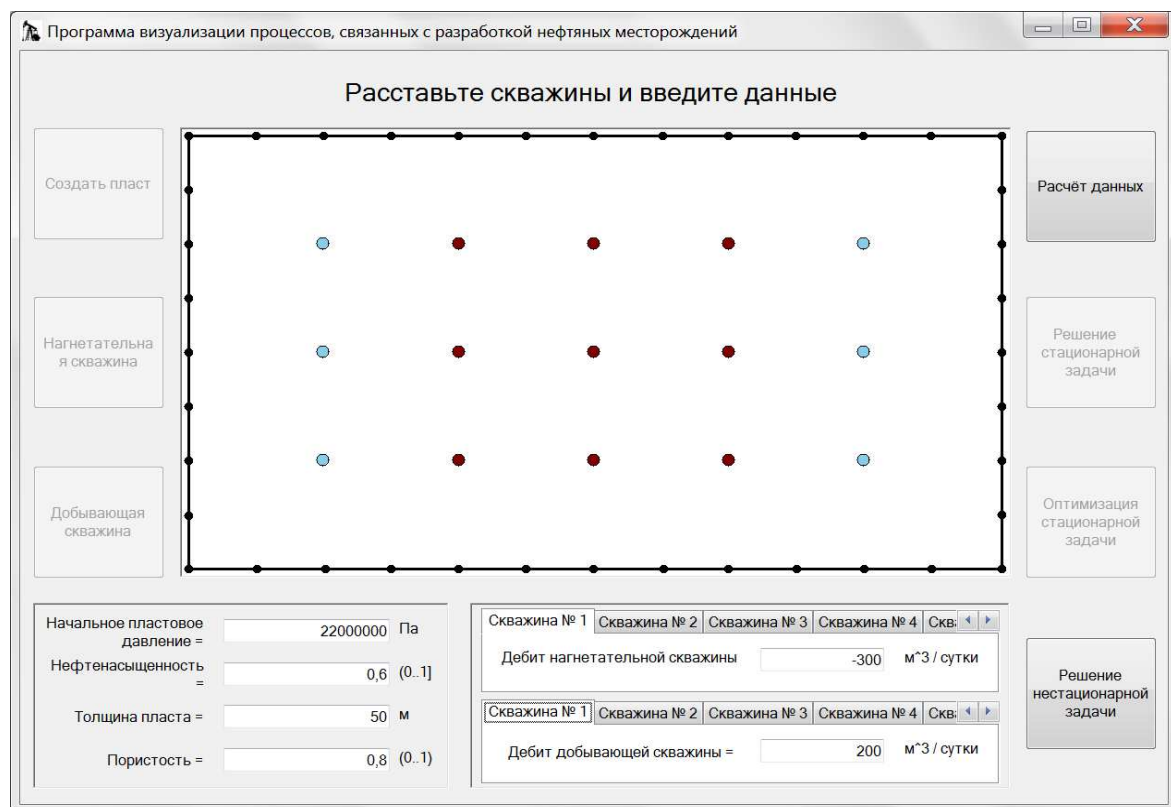 Программа визуализации процессов, связанных с разработкой нефтяных месторождений
Расставьте скважины и введите данные
Создать пласт
Нагнетательна
я скважина
Добывающая
скважина
Расчёт данных
Решение
стационарной
задачи
Оптимизация
стационарной
задачи
Решение
нестационарной
задачи
Начальное пластовое
давление = 22000000 Па
Нефтенасыщенность
= 0,6 (0..1]
Толщина пласта = 50 м
Пористость = 0,8 (0..1)
Скважина № 1 Скважина № 2 Скважина № 3 Скважина № 4 Скв
Дебит нагнетательной скважины -300 м^3 / сутки
Скважина № 1 Скважина № 2 Скважина № 3 Скважина № 4 Скв
Дебит добывающей скважины = 200 м^3 / сутки